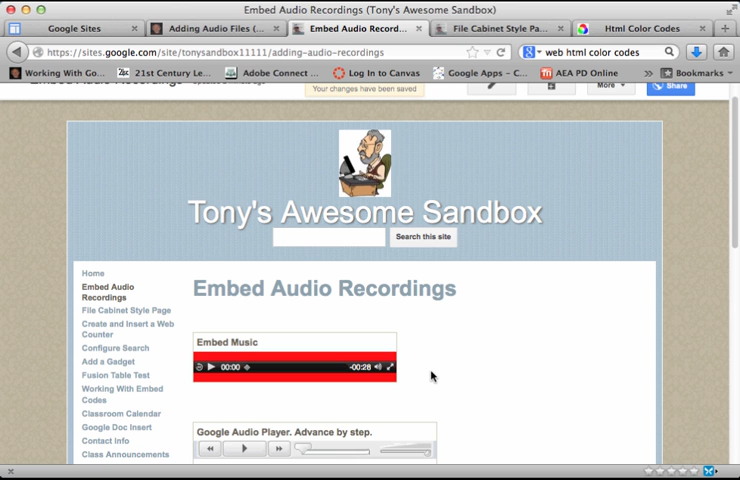 Embed Audio Recordings (Tony's Awesome Sandbox)
Google Sites
Adding Audio Files (...
Embed Audio Record...
File Cabinet Style Pa...
Html Color Codes
https://sites.google.com/site/tonysandbox11111/adding-audio-recordings
web html color codes
Working With Go...
21st Century Le...
Adobe Connect ...
Log In to Canvas
Google Apps - C...
AEA PD Online
Bookmarks
Embed Audio Recordings
Your changes have been saved
More
Share
Tony's Awesome Sandbox
Search this site
Home
Embed Audio
Recordings
File Cabinet Style Page
Create and Insert a Web
Counter
Configure Search
Add a Gadget
Fusion Table Test
Working With Embed
Codes
Classroom Calendar
Google Doc Insert
Contact Info
Class Announcements
Embed Audio Recordings
Embed Music
00:00
-00:28
Google Audio Player. Advance by step.